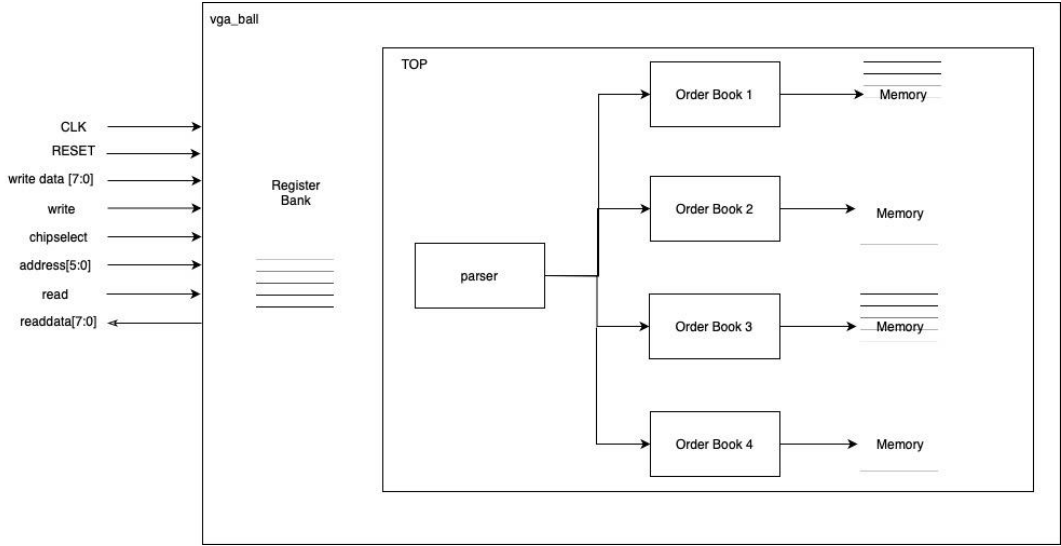 vga_ball
TOP
Order Book 1
Memory
CLK
RESET
write data [7:0]
write
chipselect
address[5:0]
read
readdata[7:0]
Register
Bank
parser
Order Book 2
Memory
Order Book 3
Memory
Order Book 4
Memory